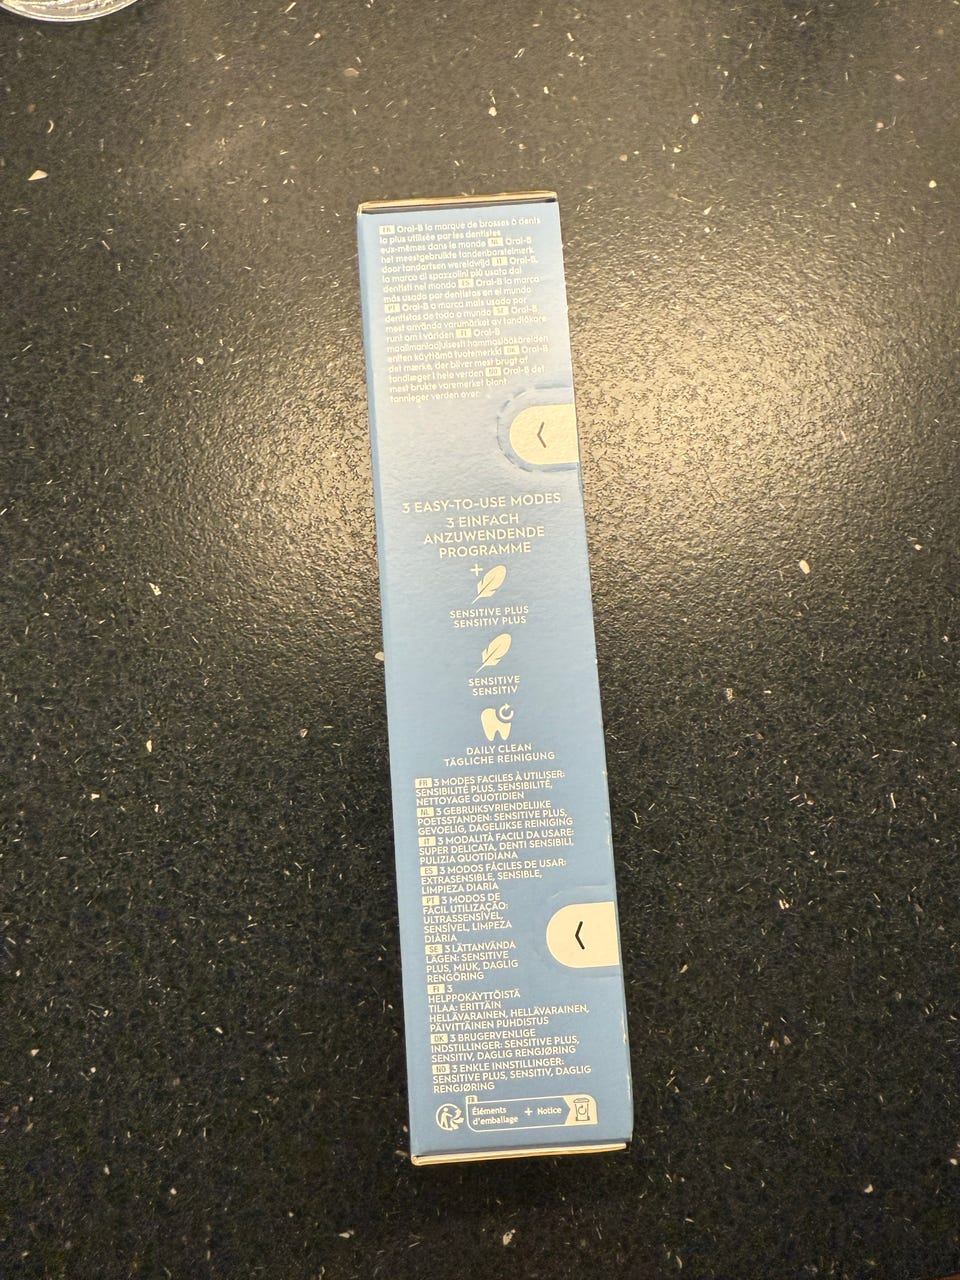 FR Oral-B la marque de brosses à dents
la plus utilisée par les dentistes
eux-mêmes dans le monde NL Oral-B
het meestgebruikte tandenborstelmerk
door tandartsen wereldwijd IT Oral-B,
la marca di spazzolini più usata dai
dentisti nel mondo ES Oral-B la marca
más usada por dentistas en el mundo
PT Oral-B a marca mais usada por
dentistas de todo o mundo SE Oral-B
mest använda varumärket av tandläkare
runt om i världen FI Oral-B
maailmanlaajuisesti hammaslääkäreiden
eniten käyttämä tuotemerkki DK Oral-B
det mærke, der bliver mest brugt af
tandlæger i hele verden NO Oral-B det
mest brukte varemerket blant
tannleger verden over.
3 EASY-TO-USE MODES
3 EINFACH
ANZUWENDENDE
PROGRAMME
+
SENSITIVE PLUS
SENSITIV PLUS
SENSITIVE
SENSITIV
DAILY CLEAN
TÄGLICHE REINIGUNG
FR 3 MODES FACILES À UTILISER:
SENSIBILITÉ PLUS, SENSIBILITÉ,
NETTOYAGE QUOTIDIEN
NL 3 GEBRUIKSVRIENDELIJKE
POETSSTANDEN: SENSITIVE PLUS,
GEVOELIG, DAGELIJKSE REINIGING
IT 3 MODALITÀ FACILI DA USARE:
SUPER DELICATA, DENTI SENSIBILI,
PULIZIA QUOTIDIANA
ES 3 MODOS FÁCILES DE USAR:
EXTRASENSIBLE, SENSIBLE,
LIMPIEZA DIARIA
PT 3 MODOS DE
FÁCIL UTILIZAÇÃO:
ULTRASSENSÍVEL,
SENSÍVEL, LIMPEZA
DIÁRIA
SE 3 LÄTTANVÄNDA
LÄGEN: SENSITIVE
PLUS, MJUK, DAGLIG
RENGÖRING
FI 3
HELPPOKÄYTTÖISTÄ
TILAA: ERITTÄIN
HELLÄVARAINEN, HELLÄVARAINEN,
PÄIVITTÄINEN PUHDISTUS
DK 3 BRUGERVENLIGE
INDSTILLINGER: SENSITIVE PLUS,
SENSITIV, DAGLIG RENGJØRING
NO 3 ENKLE INNSTILLINGER:
SENSITIVE PLUS, SENSITIV, DAGLIG
RENGJØRING
FR
Éléments
d'emballage + Notice